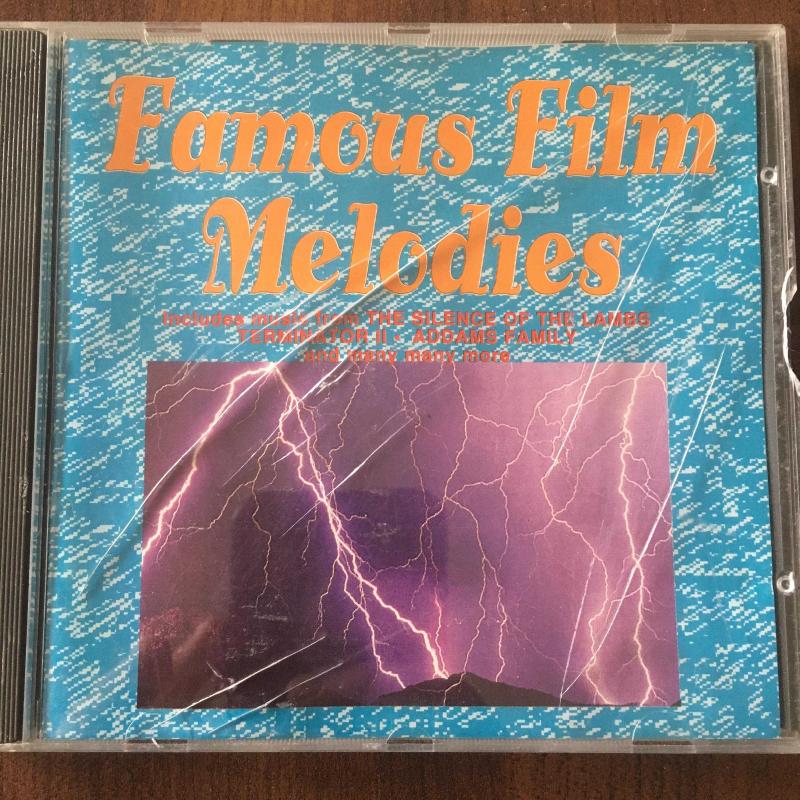 Famous Film
Melodies
Includes music from THE SILENCE OF THE LAMBS
TERMINATOR II • ADDAMS FAMILY
and many many more